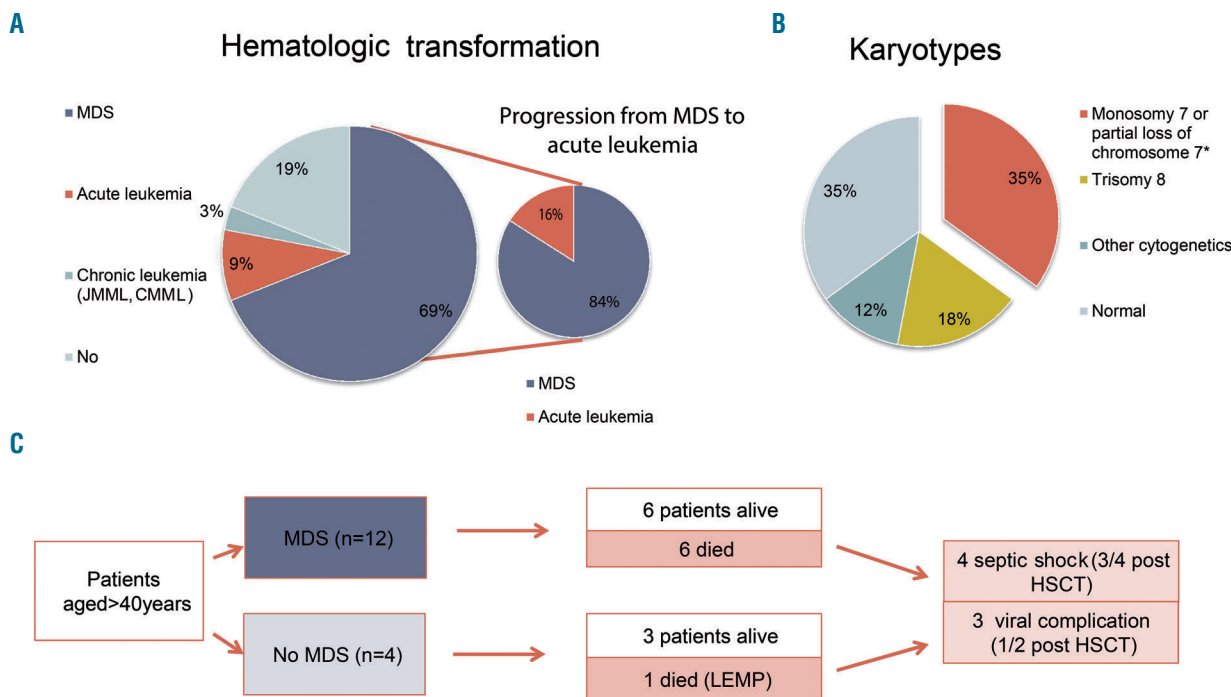 A
Hematologic transformation
MDS
Acute leukemia
Chronic leukemia
(JMML, CMML)
No
19%
3%
9%
69%
Progression from MDS to
acute leukemia
16%
84%
MDS
Acute leukemia
B
Karyotypes
35%
35%
12%
18%
Monosomy 7 or
partial loss of
chromosome 7*
Trisomy 8
Other cytogenetics
Normal
C
Patients
aged>40years
MDS (n=12)
No MDS (n=4)
6 patients alive
6 died
3 patients alive
1 died (LEMP)
4 septic shock (3/4 post
HSCT)
3 viral complication
(1/2 post HSCT)